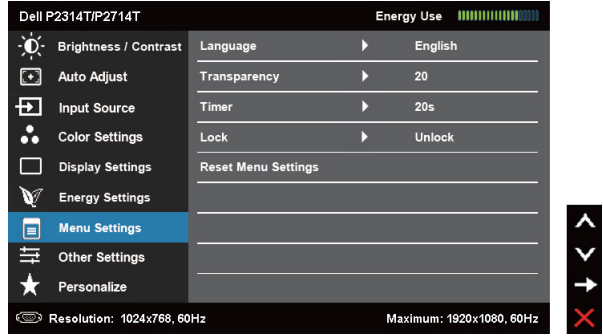 Dell P2314T/P2714T Energy Use
Brightness / Contrast Language English
Auto Adjust Transparency 20
Input Source Timer 20s
Color Settings Lock Unlock
Display Settings Reset Menu Settings
Energy Settings
Menu Settings
Other Settings
Personalize
Resolution: 1024x768, 60Hz Maximum: 1920x1080, 60Hz